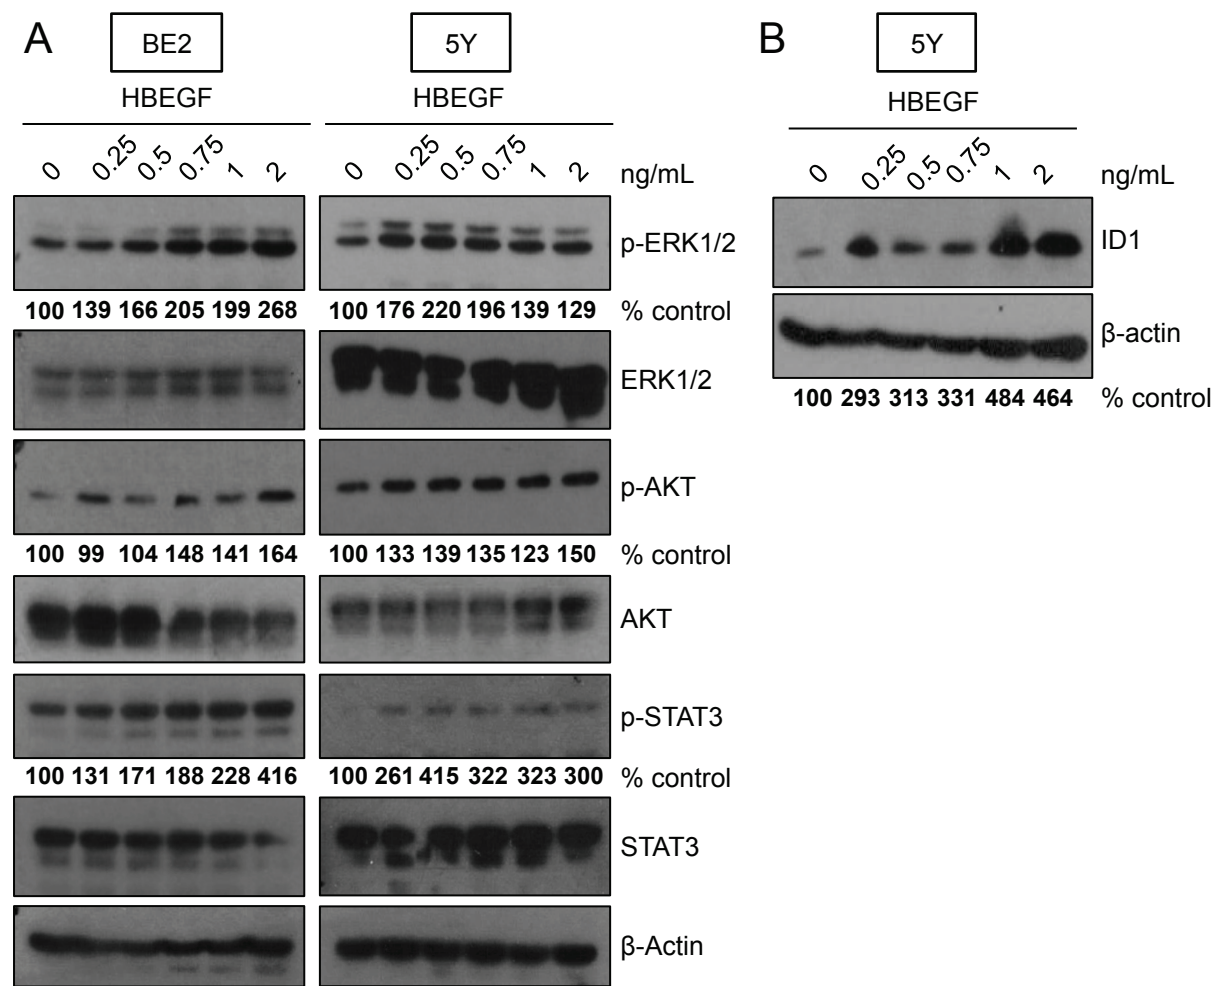 A
BE2
5Y
HBEGF
HBEGF
0 0.25 0.5 0.75 1 2
0 0.25 0.5 0.75 1 2
ng/mL
p-ERK1/2
100 139 166 205 199 268
100 176 220 196 139 129
% control
ERK1/2
p-AKT
100 99 104 148 141 164
100 133 139 135 123 150
% control
AKT
p-STAT3
100 131 171 188 228 416
100 261 415 322 323 300
% control
STAT3
β-Actin
B
5Y
HBEGF
0 0.25 0.5 0.75 1 2
ng/mL
ID1
β-actin
100 293 313 331 484 464
% control